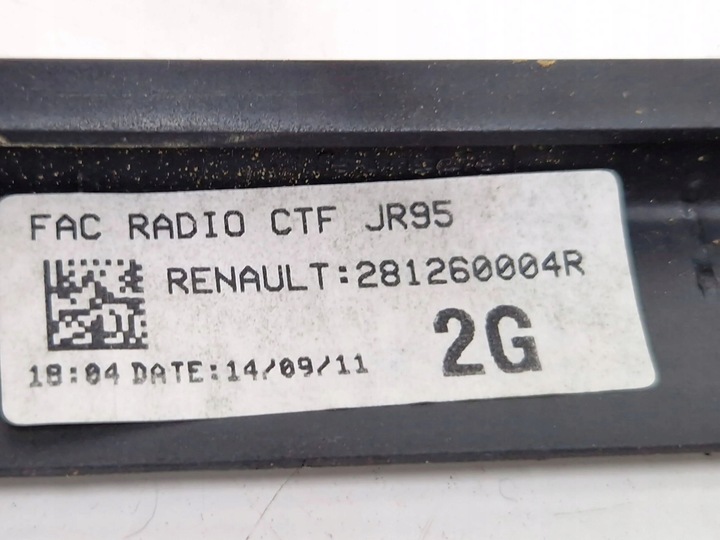 FAC RADIO CTF JR95
RENAULT:281260004R
2G
18:04 DATE:14/09/11